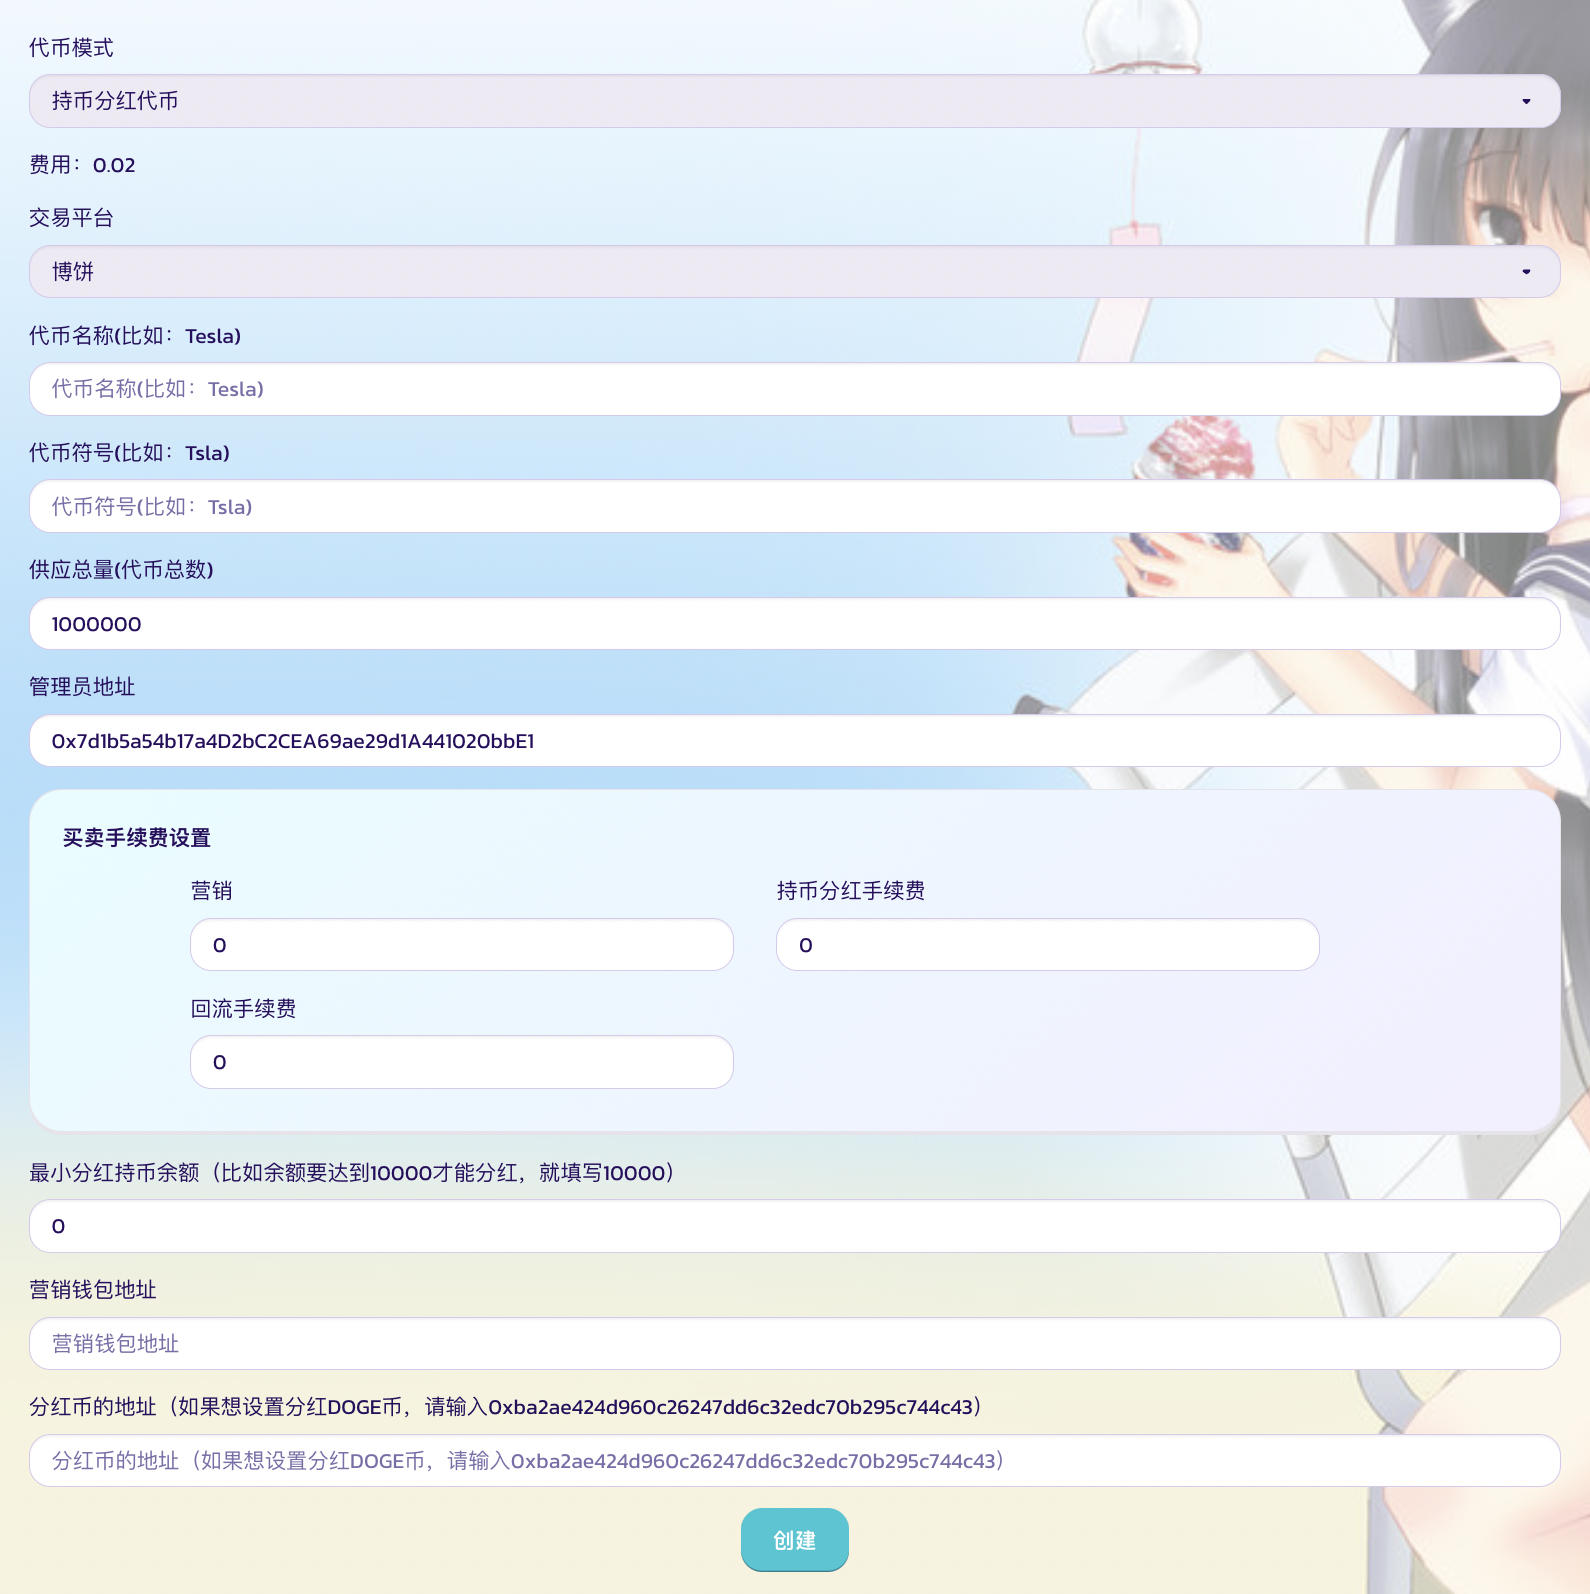 代币模式
持币分红代币
费用：0.02
交易平台
博饼
代币名称(比如：Tesla)
代币名称(比如：Tesla)
代币符号(比如：Tsla)
代币符号(比如：Tsla)
供应总量(代币总数)
1000000
管理员地址
0x7d1b5a54b17a4D2bC2CEA69ae29d1A441020bbE1
买卖手续费设置
营销 持币分红手续费
0 0
回流手续费
0
最小分红持币余额（比如余额要达到10000才能分红，就填写10000）
0
营销钱包地址
营销钱包地址
分红币的地址（如果想设置分红DOGE币，请输入0xba2ae424d960c26247dd6c32edc70b295c744c43）
分红币的地址（如果想设置分红DOGE币，请输入0xba2ae424d960c26247dd6c32edc70b295c744c43）
创建